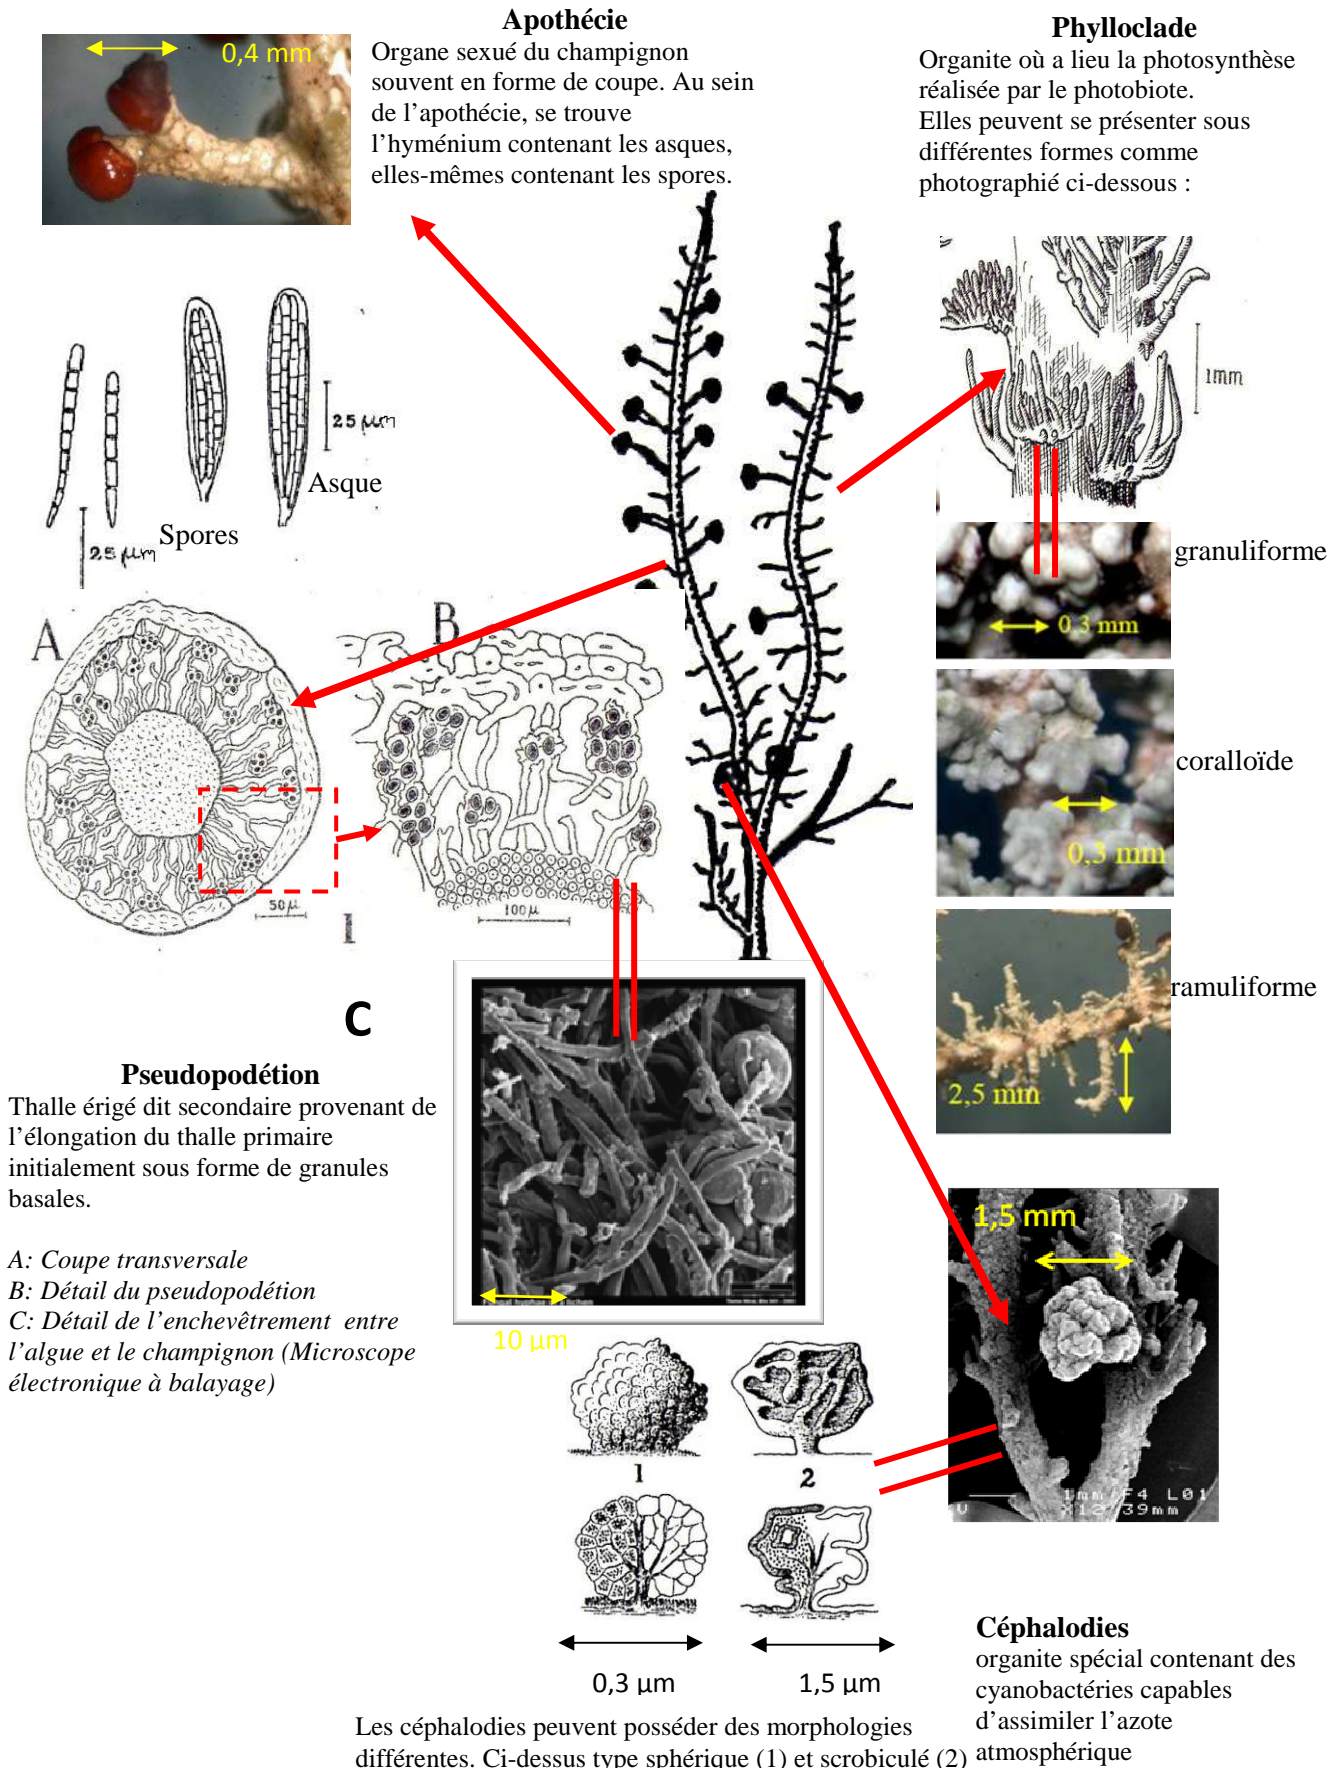 Apothécie
Organe sexué du champignon
souvent en forme de coupe. Au sein
de l’apothécie, se trouve
l’hyménium contenant les asques,
elles-mêmes contenant les spores.
0,4 mm
Phylloclade
Organite où a lieu la photosynthèse
réalisée par le photobiote.
Elles peuvent se présenter sous
différentes formes comme
photographié ci-dessous :
1mm
25 µm
Asque
Spores
25 µm
granuliforme
0.3 mm
coralloïde
0,3 mm
ramuliforme
2,5 mm
A
B
50µ
100µ
C
Pseudopodétion
Thalle érigé dit secondaire provenant de
l’élongation du thalle primaire
initialement sous forme de granules
basales.
A: Coupe transversale
B: Détail du pseudopodétion
C: Détail de l’enchevêtrement entre
l’algue et le champignon (Microscope
électronique à balayage)
10 µm
1,5 mm
1mm F4 L01
X12 39mm
1
2
0,3 µm
1,5 µm
Céphalodies
organite spécial contenant des
cyanobactéries capables
d’assimiler l’azote
atmosphérique
Les céphalodies peuvent posséder des morphologies
différentes. Ci-dessus type sphérique (1) et scrobiculé (2)